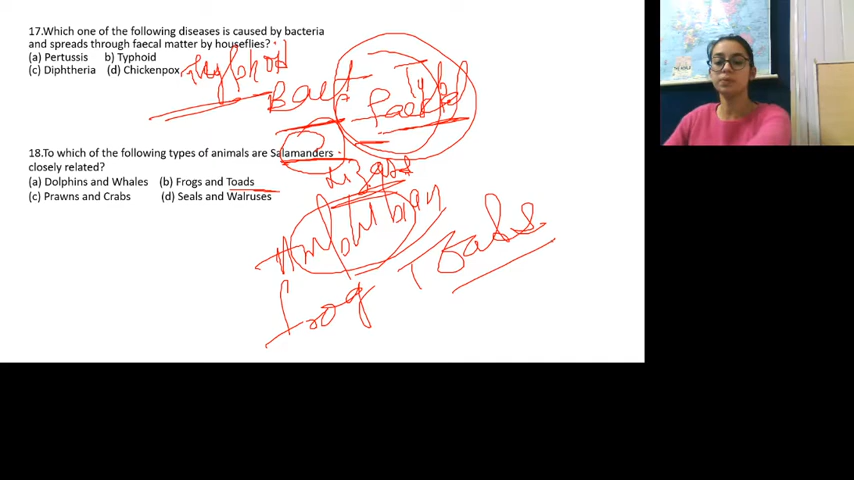 17.Which one of the following diseases is caused by bacteria
and spreads through faecal matter by houseflies?
(a) Pertussis b) Typhoid
(c) Diphtheria (d) Chickenpox
Typhoid
Bact
Typh
faecal
18.To which of the following types of animals are Salamanders
closely related?
(a) Dolphins and Whales (b) Frogs and Toads
(c) Prawns and Crabs (d) Seals and Walruses
Lizards
Amphibian
frog Toads